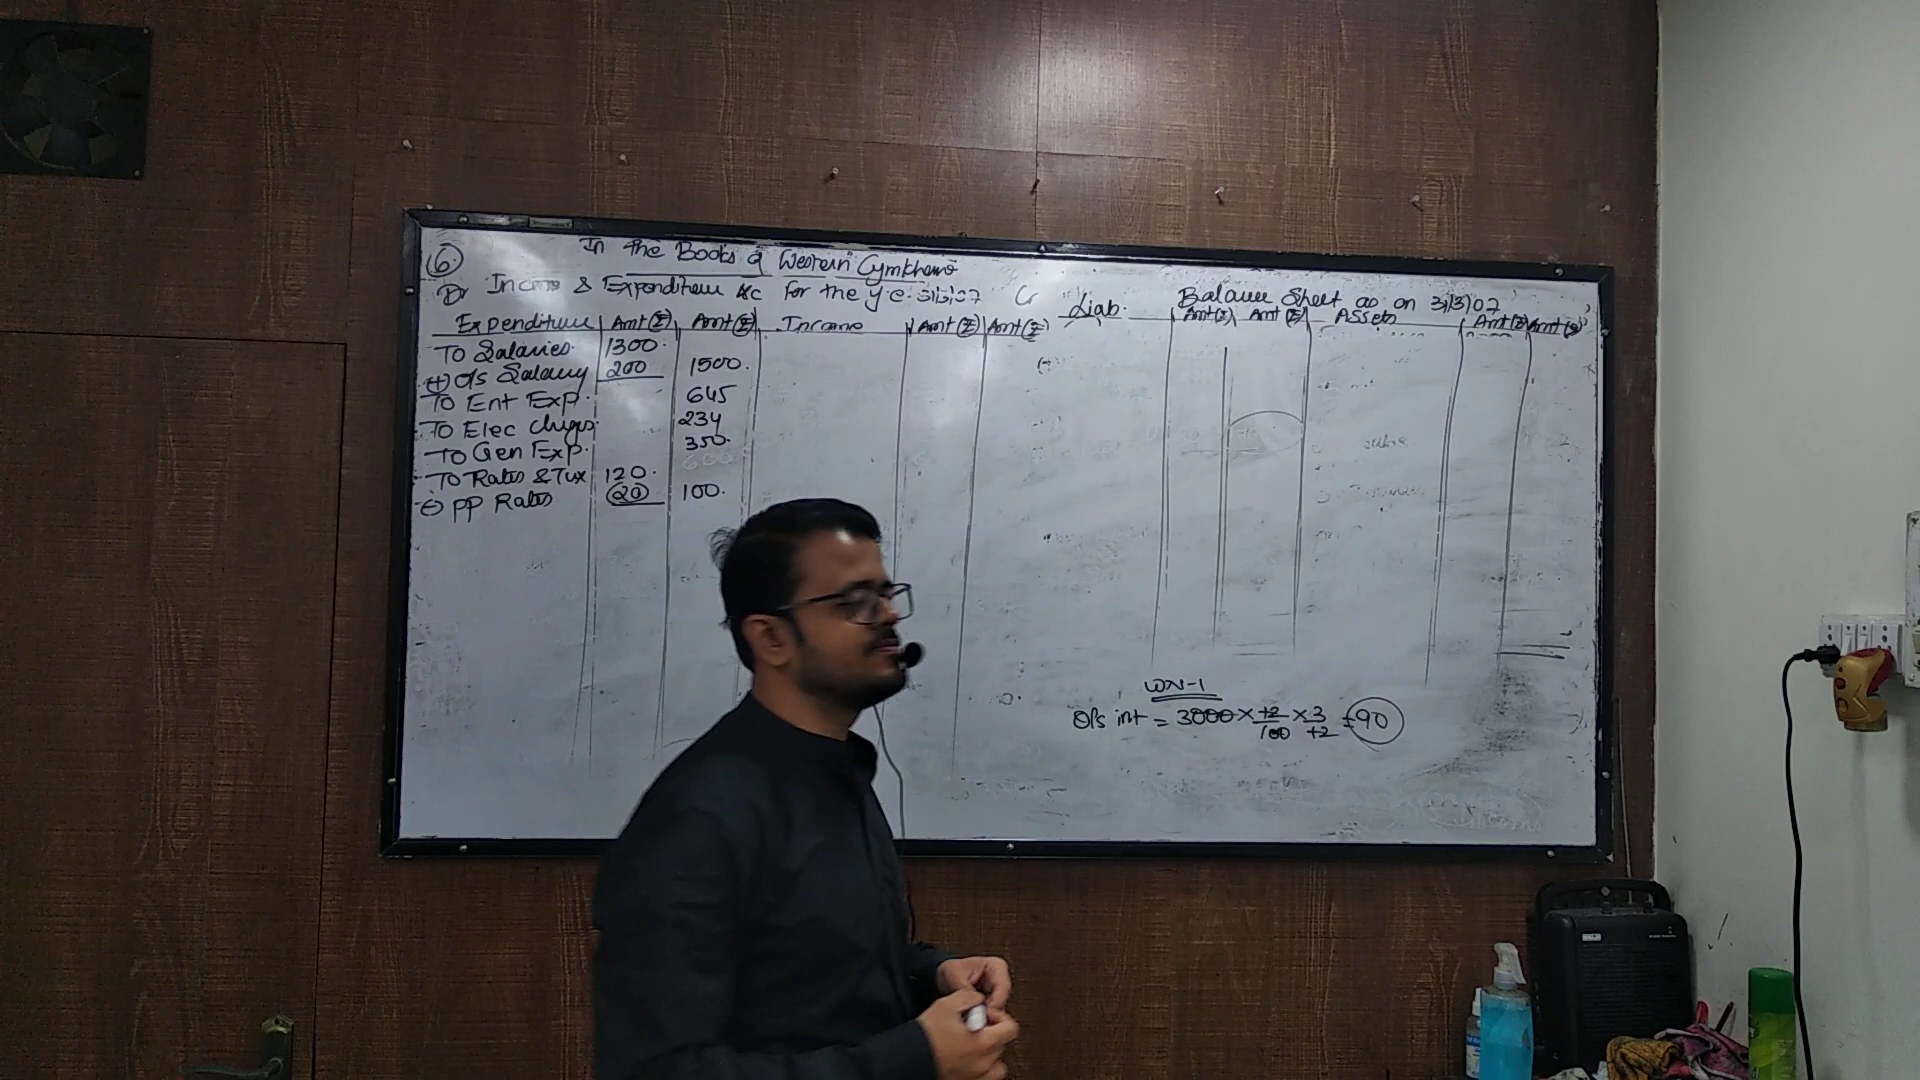 6.
In the Books of Western Gymkhana
Dr Income & Expenditure A/c For the y.e. 31/3/07 Cr
Expenditure Amt(₹) Amt(₹) Income Amt(₹) Amt(₹)
To Salaries 1300.
(+) O/s Salary 200 1500.
To Ent Exp. 645
To Elec Chrgs. 234
To Gen Exp. 350.
To Rates & Tax 120.
(-) PP Rates (20) 100.
Balance Sheet as on 31/3/07
Liab. Amt(₹) Amt(₹) Assets Amt(₹) Amt(₹)
WN-1
O/s int = 3000 × 12/100 × 3/12 = 90